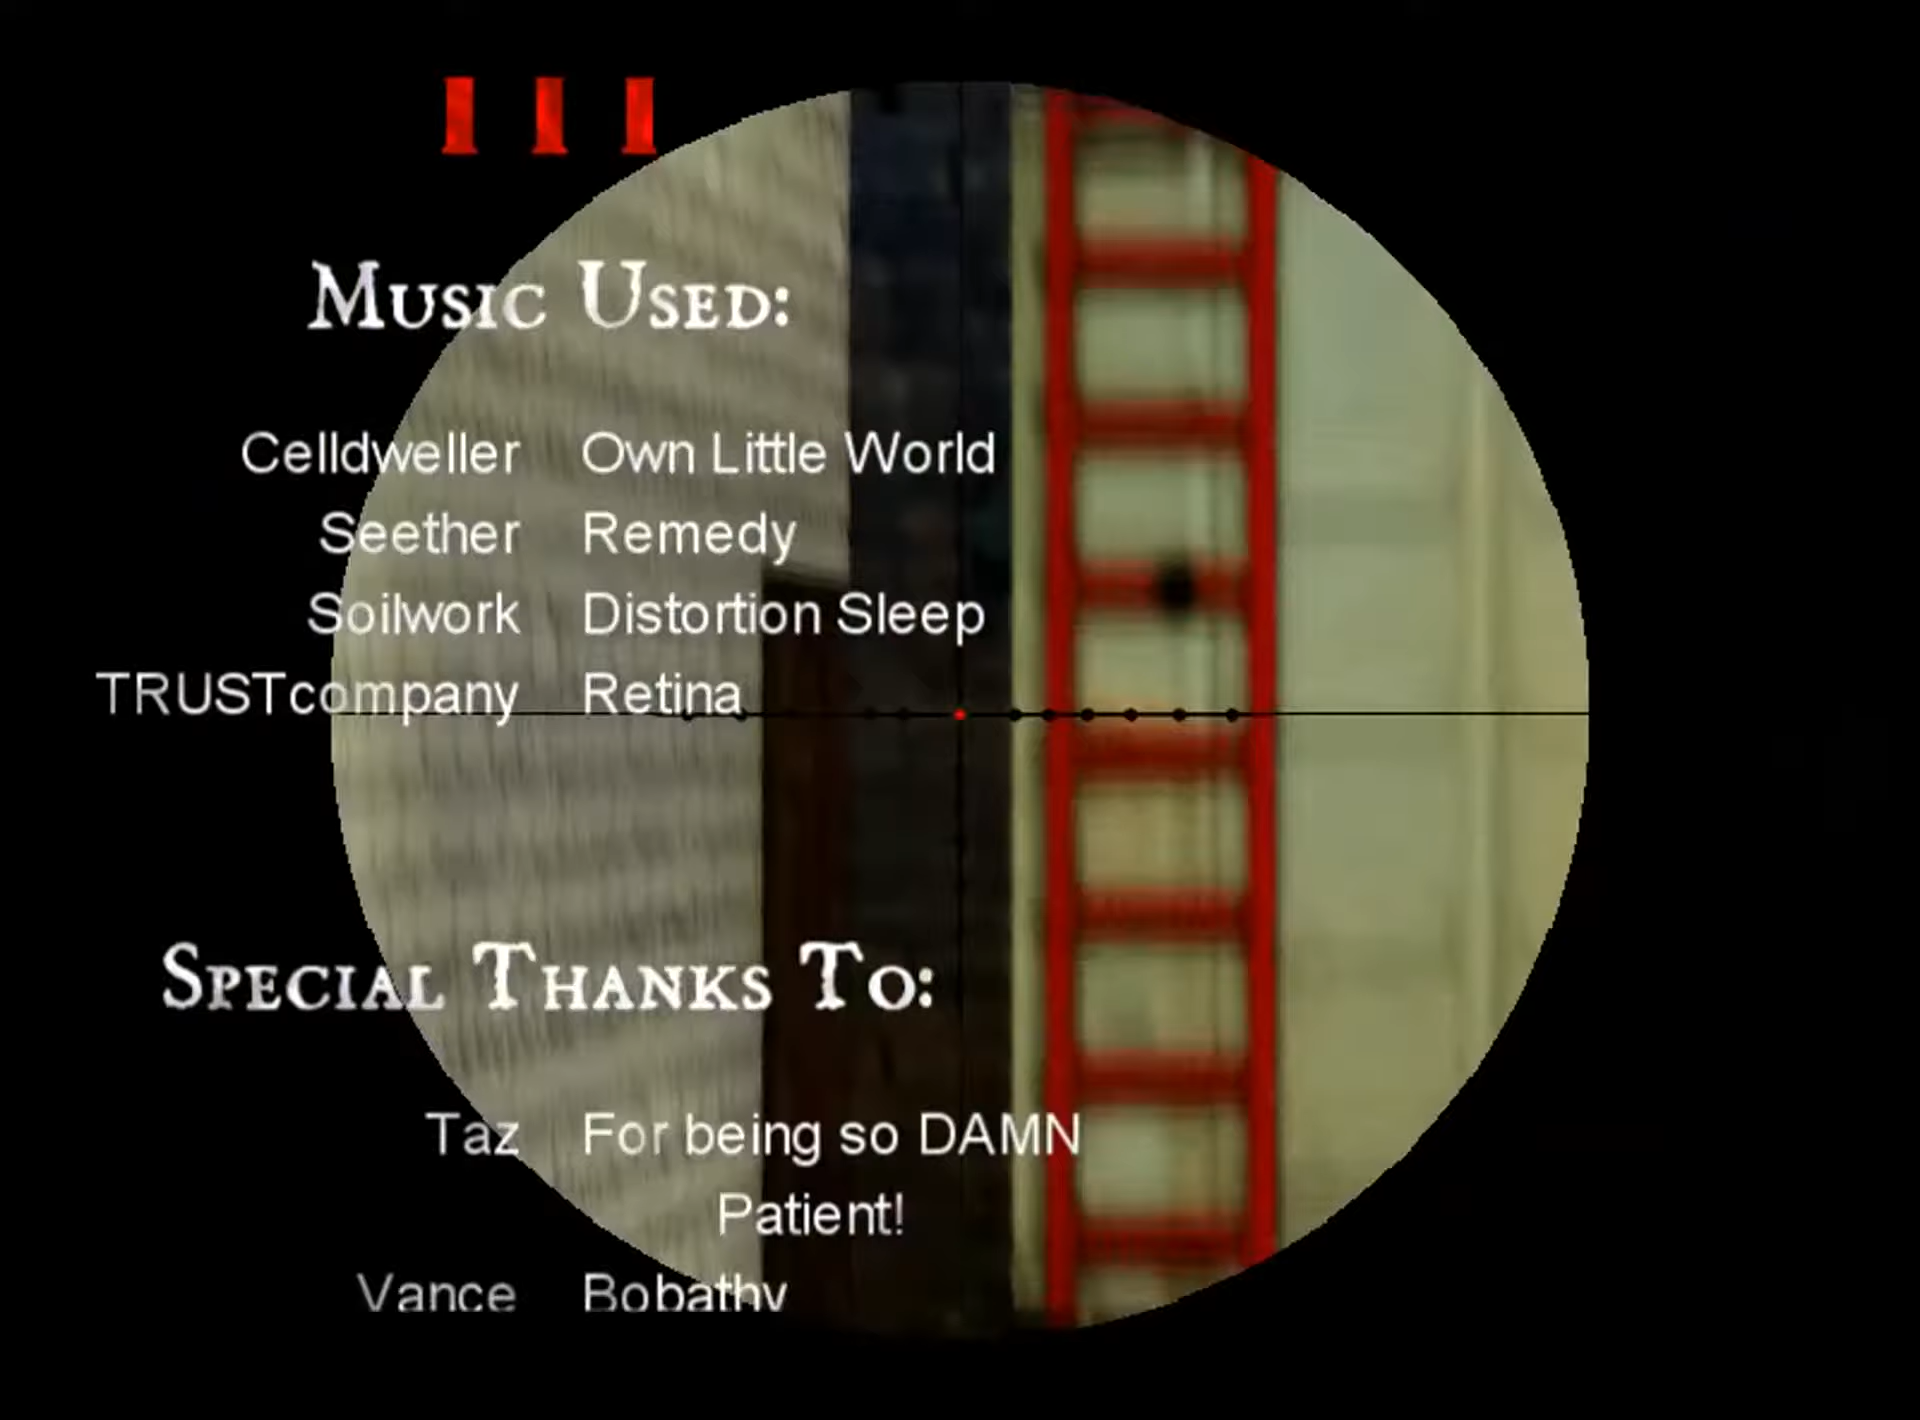 III
Music Used:
Celldweller Own Little World
Seether Remedy
Soilwork Distortion Sleep
TRUSTcompany Retina
Special Thanks To:
Taz For being so DAMN
Patient!
Vance Bobathy